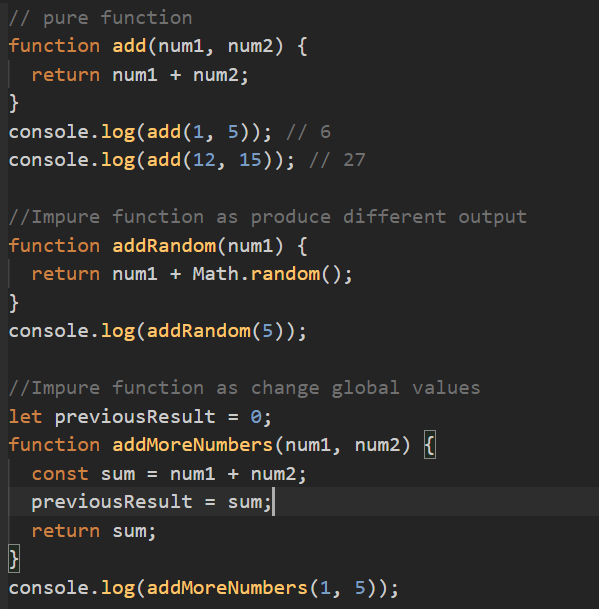 // pure function
function add(num1, num2) {
  return num1 + num2;
}
console.log(add(1, 5)); // 6
console.log(add(12, 15)); // 27

//Impure function as produce different output
function addRandom(num1) {
  return num1 + Math.random();
}
console.log(addRandom(5));

//Impure function as change global values
let previousResult = 0;
function addMoreNumbers(num1, num2) {
  const sum = num1 + num2;
  previousResult = sum;
  return sum;
}
console.log(addMoreNumbers(1, 5));